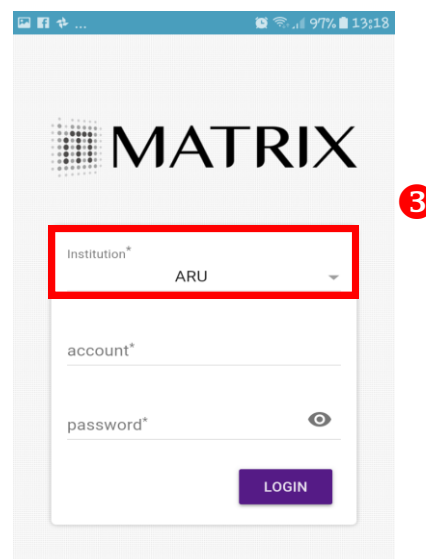 ... 97% 13:18
MATRIX
3
Institution*
ARU
account*
password*
LOGIN